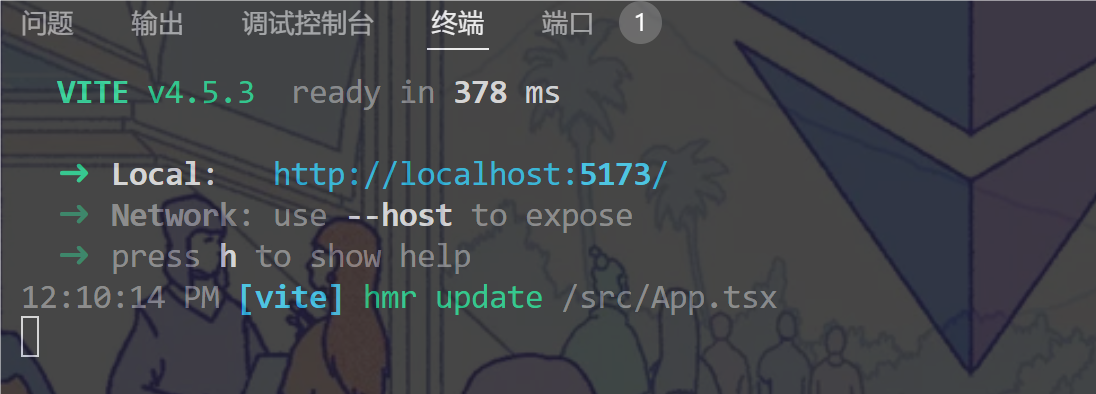 问题 输出 调试控制台 终端 端口 1
VITE v4.5.3 ready in 378 ms
➜ Local: http://localhost:5173/
➜ Network: use --host to expose
➜ press h to show help
12:10:14 PM [vite] hmr update /src/App.tsx